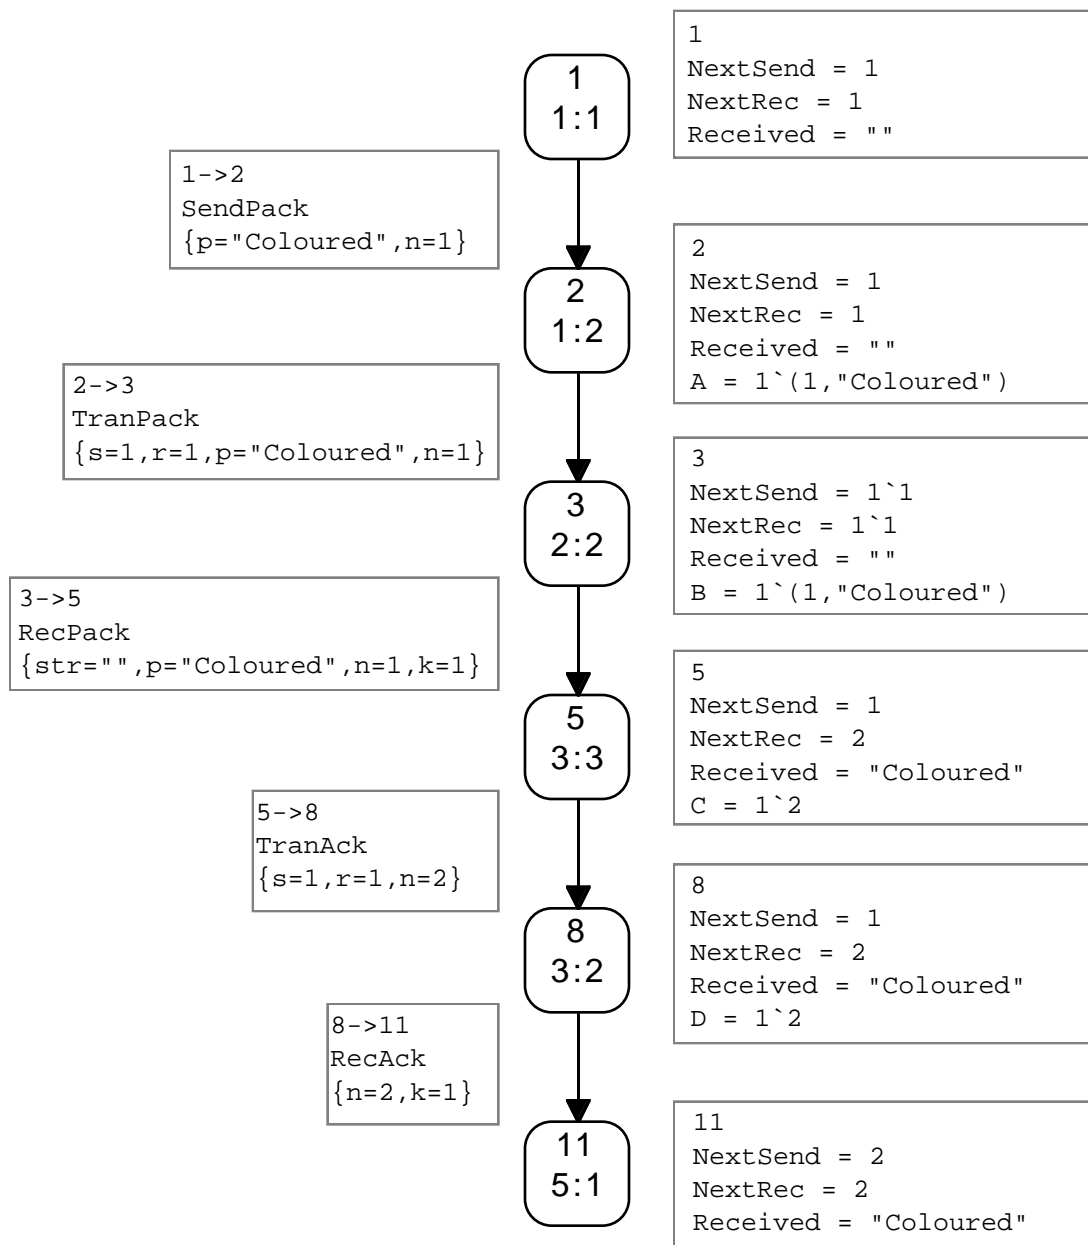 1
1:1
1
NextSend = 1
NextRec = 1
Received = ""
1->2
SendPack
{p="Coloured",n=1}
2
1:2
2
NextSend = 1
NextRec = 1
Received = ""
A = 1`(1,"Coloured")
2->3
TranPack
{s=1,r=1,p="Coloured",n=1}
3
2:2
3
NextSend = 1`1
NextRec = 1`1
Received = ""
B = 1`(1,"Coloured")
3->5
RecPack
{str="",p="Coloured",n=1,k=1}
5
3:3
5
NextSend = 1
NextRec = 2
Received = "Coloured"
C = 1`2
5->8
TranAck
{s=1,r=1,n=2}
8
3:2
8
NextSend = 1
NextRec = 2
Received = "Coloured"
D = 1`2
8->11
RecAck
{n=2,k=1}
11
5:1
11
NextSend = 2
NextRec = 2
Received = "Coloured"